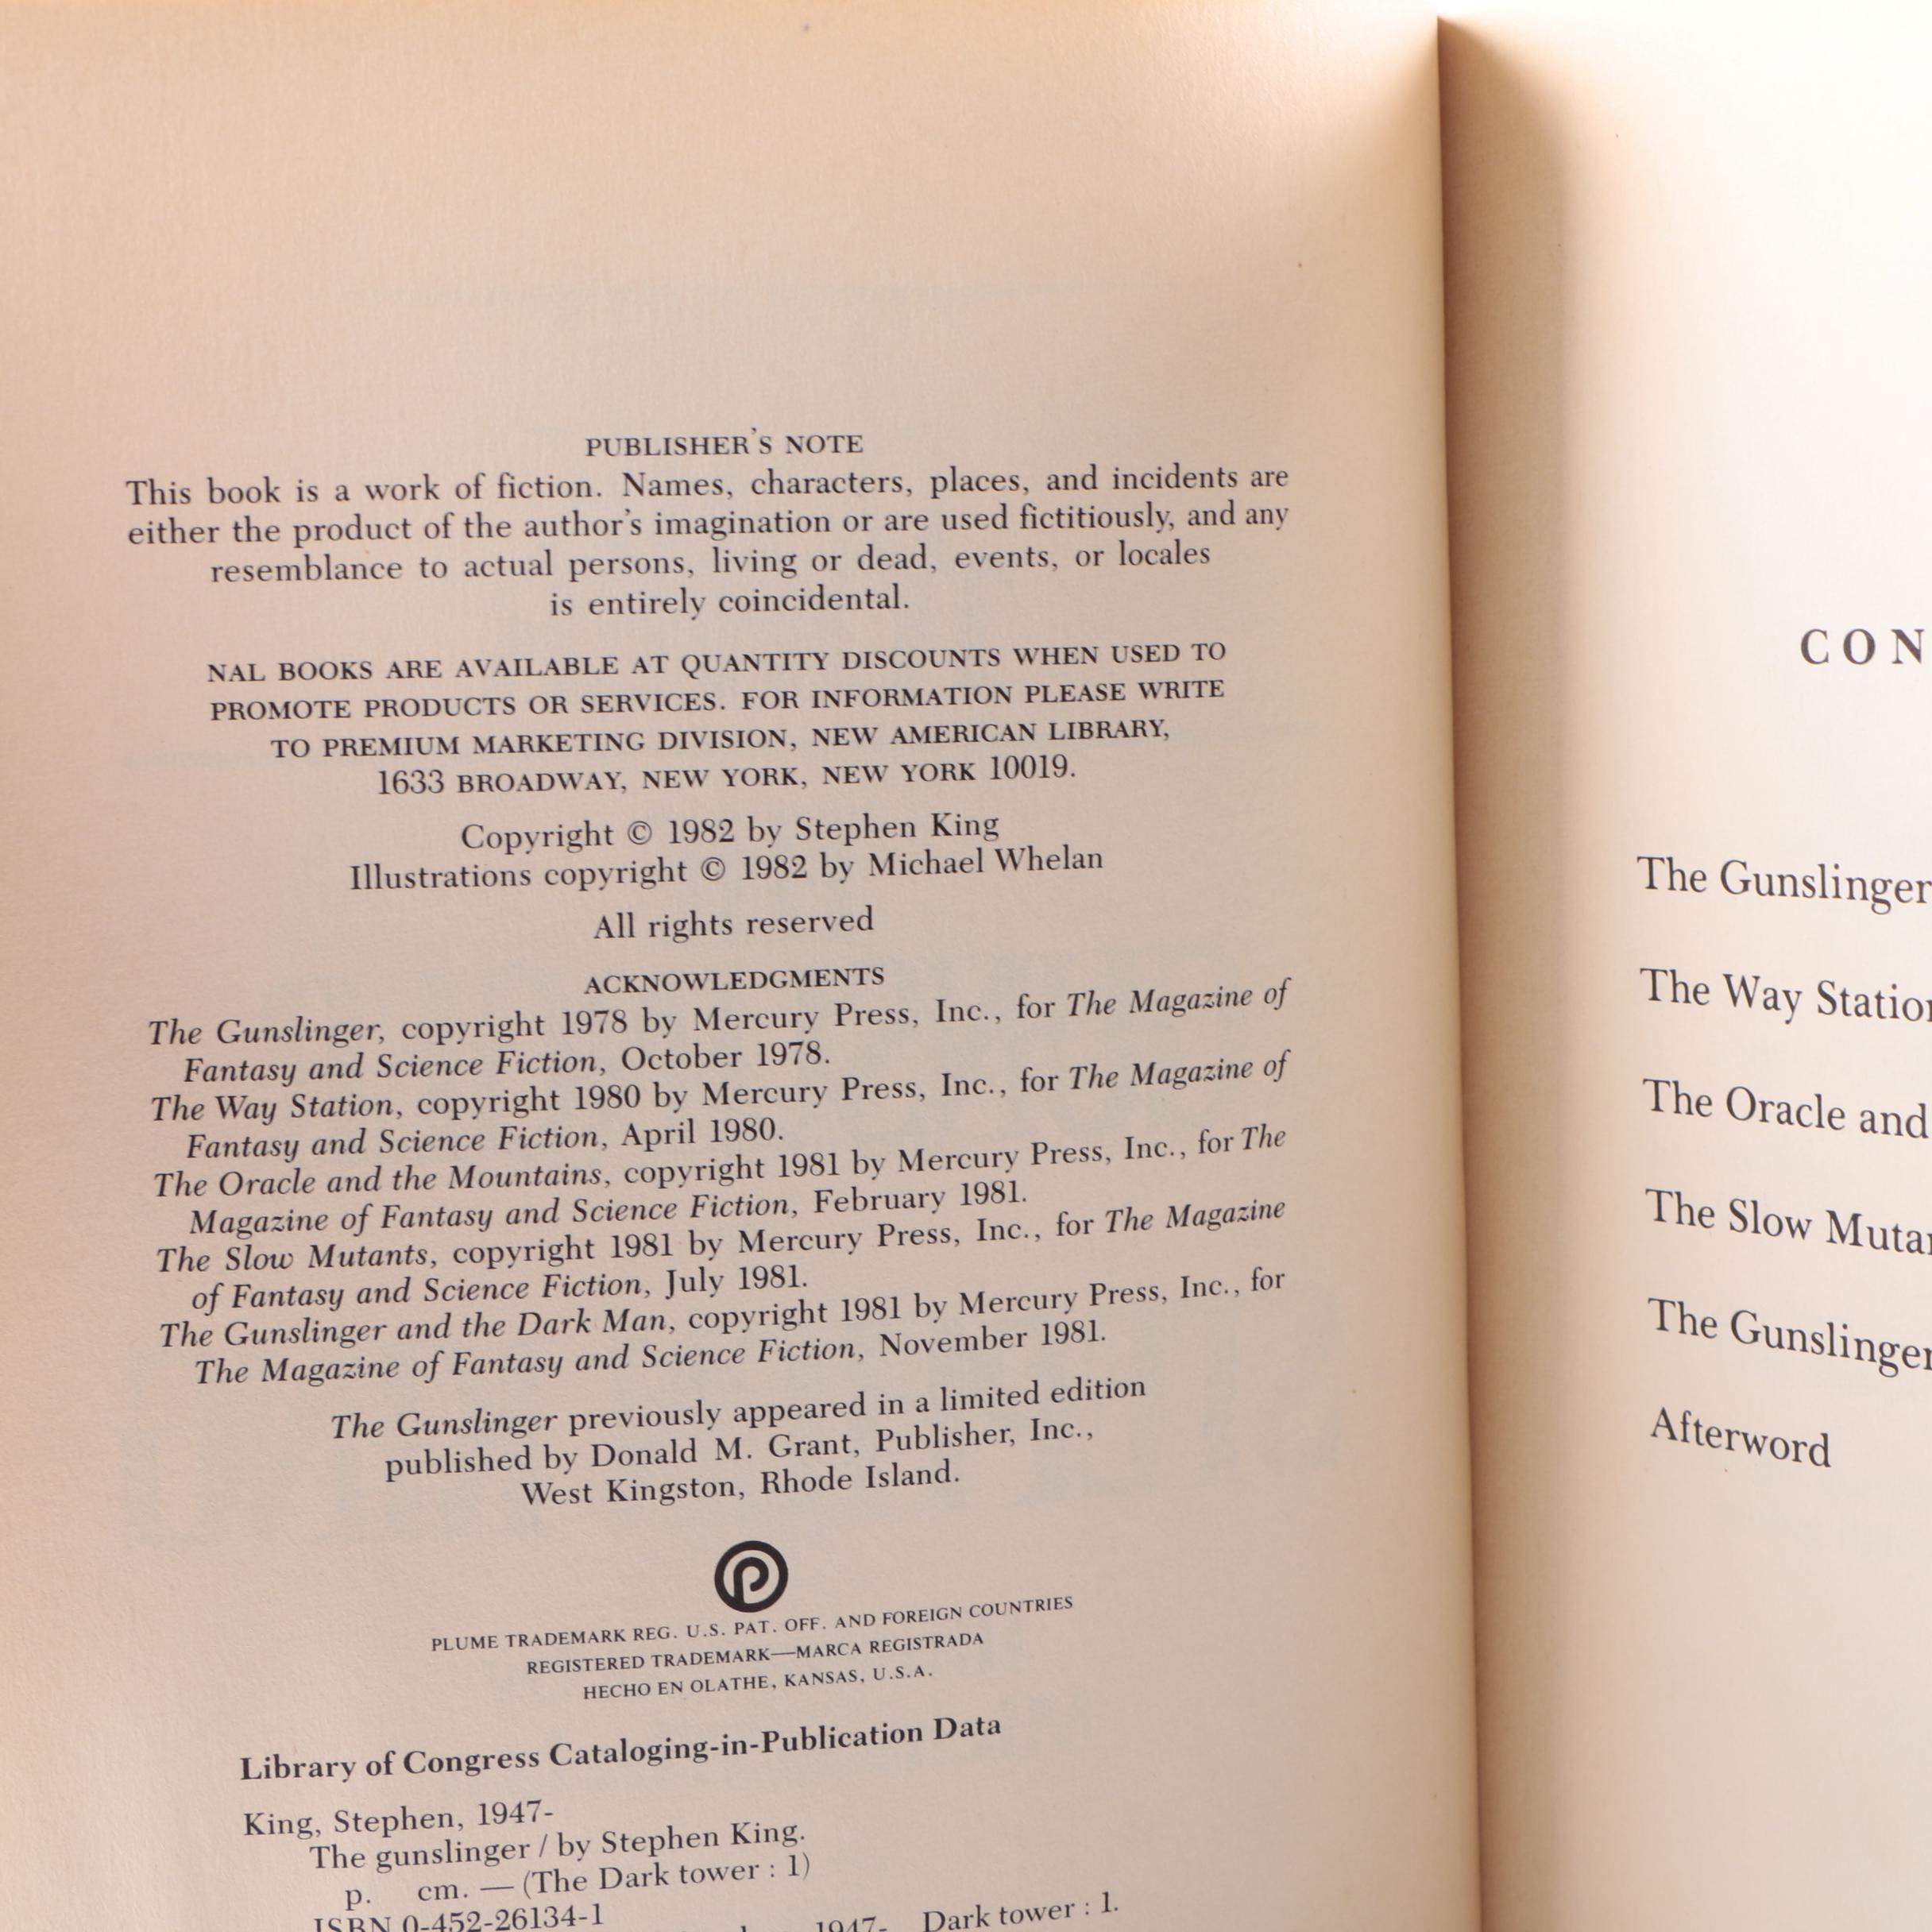 PUBLISHER'S NOTE
This book is a work of fiction. Names, characters, places, and incidents are
either the product of the author's imagination or are used fictitiously, and any
resemblance to actual persons, living or dead, events, or locales
is entirely coincidental.
NAL BOOKS ARE AVAILABLE AT QUANTITY DISCOUNTS WHEN USED TO
PROMOTE PRODUCTS OR SERVICES. FOR INFORMATION PLEASE WRITE
TO PREMIUM MARKETING DIVISION, NEW AMERICAN LIBRARY,
1633 BROADWAY, NEW YORK, NEW YORK 10019.
Copyright © 1982 by Stephen King
Illustrations copyright © 1982 by Michael Whelan
All rights reserved
ACKNOWLEDGMENTS
The Gunslinger, copyright 1978 by Mercury Press, Inc., for The Magazine of
Fantasy and Science Fiction, October 1978.
The Way Station, copyright 1980 by Mercury Press, Inc., for The Magazine of
Fantasy and Science Fiction, April 1980.
The Oracle and the Mountains, copyright 1981 by Mercury Press, Inc., for The
Magazine of Fantasy and Science Fiction, February 1981.
The Slow Mutants, copyright 1981 by Mercury Press, Inc., for The Magazine
of Fantasy and Science Fiction, July 1981.
The Gunslinger and the Dark Man, copyright 1981 by Mercury Press, Inc., for
The Magazine of Fantasy and Science Fiction, November 1981.
The Gunslinger previously appeared in a limited edition
published by Donald M. Grant, Publisher, Inc.,
West Kingston, Rhode Island.
P
PLUME TRADEMARK REG. U.S. PAT. OFF. AND FOREIGN COUNTRIES
REGISTERED TRADEMARK—MARCA REGISTRADA
HECHO EN OLATHE, KANSAS, U.S.A.
Library of Congress Cataloging-in-Publication Data
King, Stephen, 1947-
The gunslinger / by Stephen King.
p. cm. — (The Dark tower : 1)
ISBN 0-452-26134-1
1947- Dark tower : 1.
CON
The Gunslinger
The Way Station
The Oracle and
The Slow Mutan
The Gunslinger
Afterword